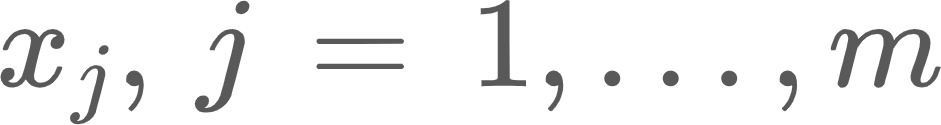 x_j, j = 1, . . . , m